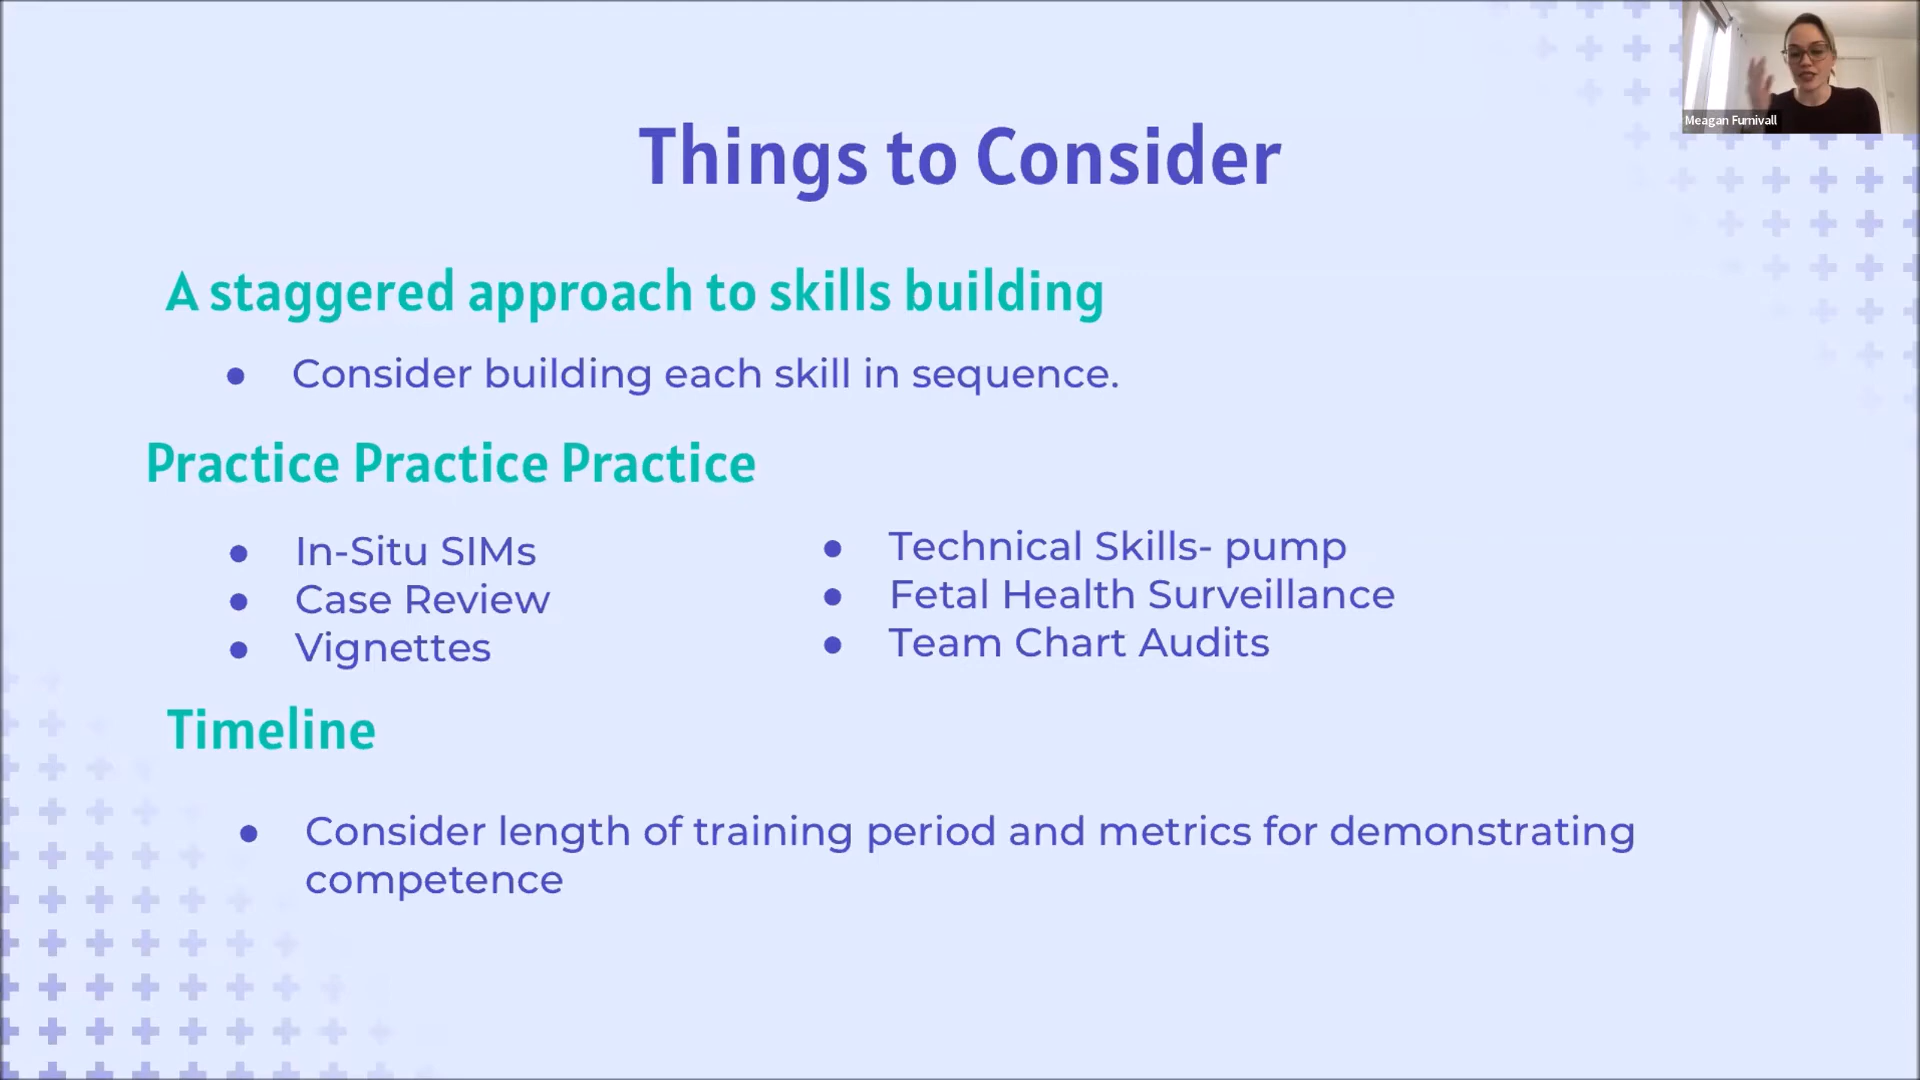 Meagan Furnivall
Things to Consider
A staggered approach to skills building
● Consider building each skill in sequence.
Practice Practice Practice
● In-Situ SIMs
● Case Review
● Vignettes
● Technical Skills- pump
● Fetal Health Surveillance
● Team Chart Audits
Timeline
● Consider length of training period and metrics for demonstrating
competence